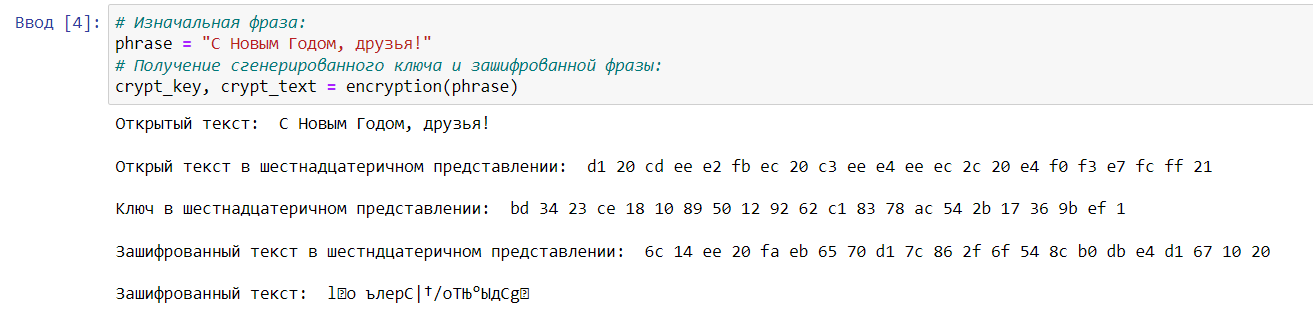 Ввод [4]:
# Изначальная фраза:
phrase = "С Новым Годом, друзья!"
# Получение сгенерированного ключа и зашифрованной фразы:
crypt_key, crypt_text = encryption(phrase)
Открытый текст:  С Новым Годом, друзья!
Открый текст в шестнадцатеричном представлении:  d1 20 cd ee e2 fb ec 20 c3 ee e4 ee ec 2c 20 e4 f0 f3 e7 fc ff 21
Ключ в шестнадцатеричном представлении:  bd 34 23 ce 18 10 89 50 12 92 62 c1 83 78 ac 54 2b 17 36 9b ef 1
Зашифрованный текст в шестндцатеричном представлении:  6c 14 ee 20 fa eb 65 70 d1 7c 86 2f 6f 54 8c b0 db e4 d1 67 10 20
Зашифрованный текст:  l�о ълepС|†/oTЊ°ЫдСg�